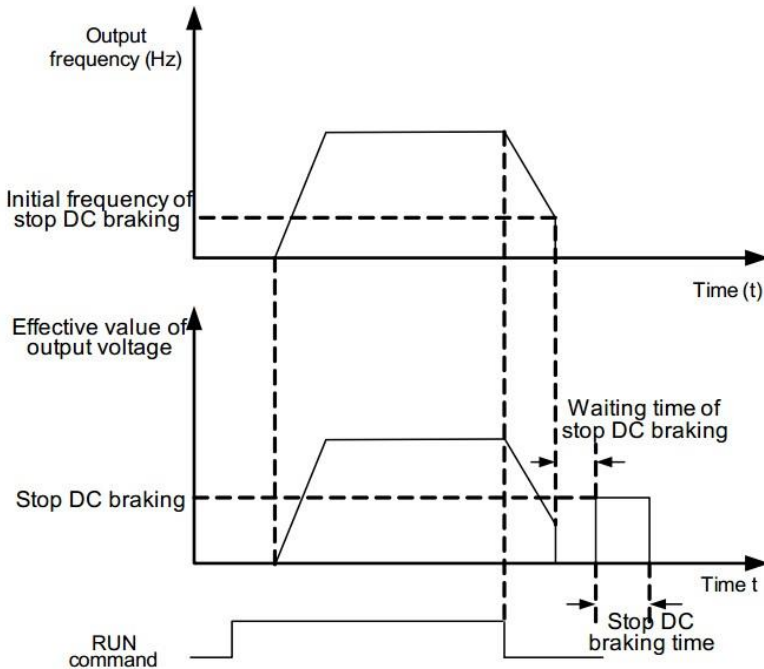 Output
frequency (Hz)
Initial frequency of
stop DC braking
Time (t)
Effective value of
output voltage
Waiting time of
stop DC braking
Stop DC braking
Time t
Stop DC
braking time
RUN
command